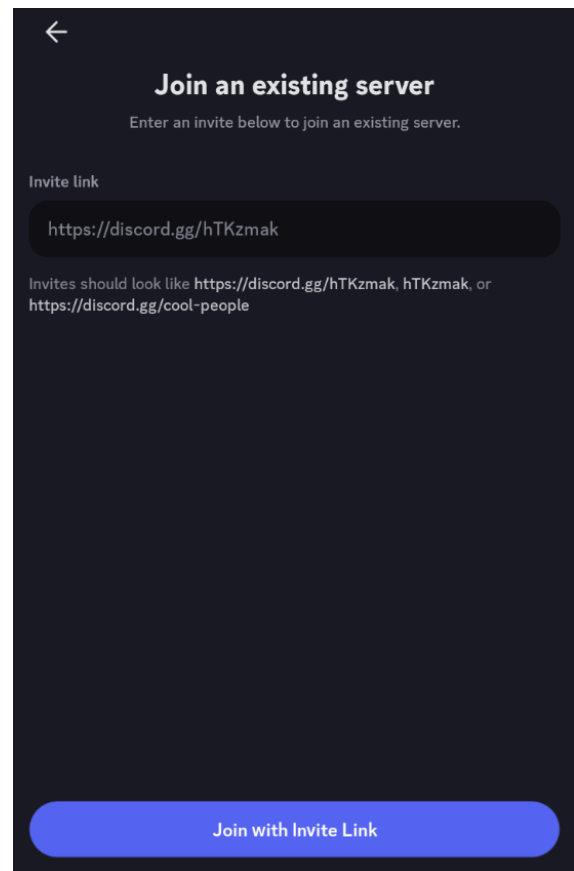 Join an existing server
Enter an invite below to join an existing server.
Invite link
https://discord.gg/hTKzmak
Invites should look like https://discord.gg/hTKzmak, hTKzmak, or
https://discord.gg/cool-people
Join with Invite Link